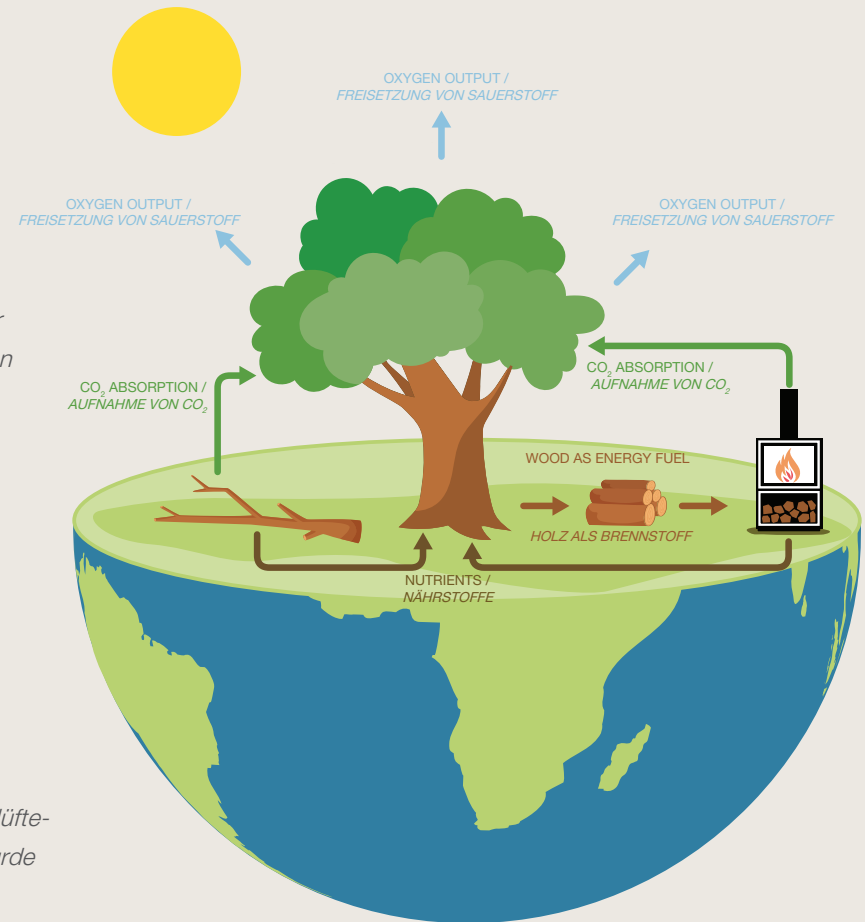 OXYGEN OUTPUT /
FREISETZUNG VON SAUERSTOFF
OXYGEN OUTPUT /
FREISETZUNG VON SAUERSTOFF
OXYGEN OUTPUT /
FREISETZUNG VON SAUERSTOFF
CO₂ ABSORPTION /
AUFNAHME VON CO₂
CO₂ ABSORPTION /
AUFNAHME VON CO₂
WOOD AS ENERGY FUEL
HOLZ ALS BRENNSTOFF
NUTRIENTS /
NÄHRSTOFFE